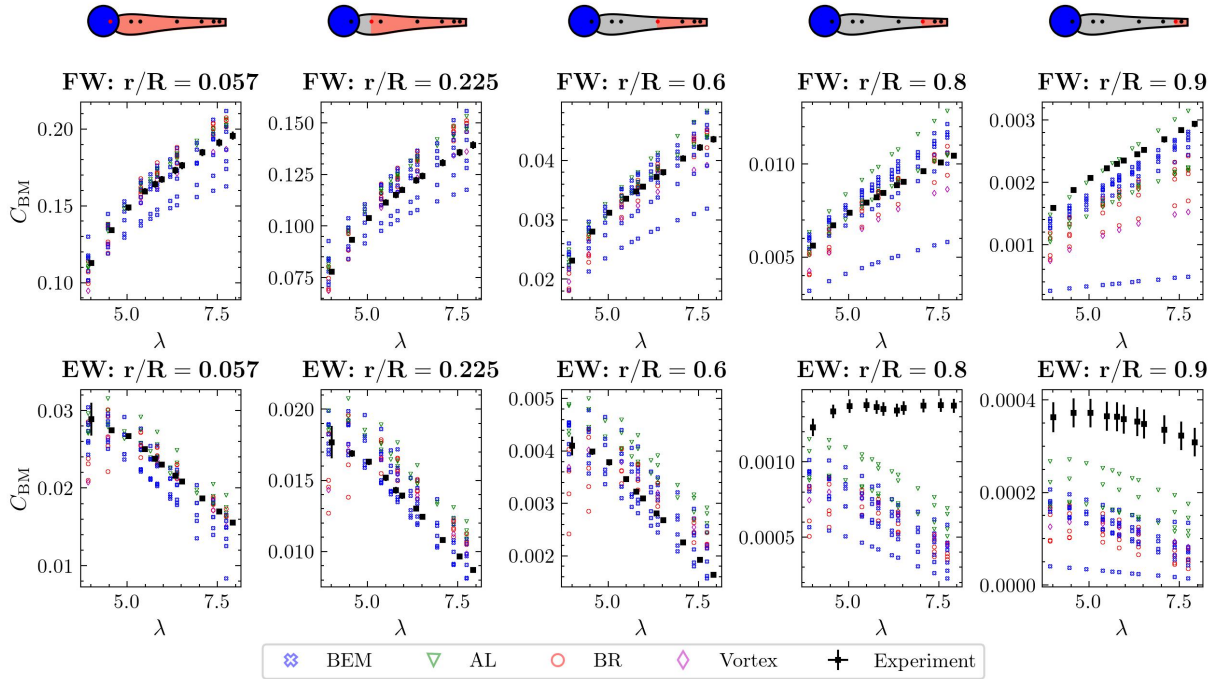 FW: r/R = 0.057
FW: r/R = 0.225
FW: r/R = 0.6
FW: r/R = 0.8
FW: r/R = 0.9
C_BM
0.20
0.15
0.10
5.0
7.5
λ
0.150
0.125
0.100
0.075
5.0
7.5
λ
0.04
0.03
0.02
5.0
7.5
λ
0.010
0.005
5.0
7.5
λ
0.003
0.002
0.001
5.0
7.5
λ
EW: r/R = 0.057
EW: r/R = 0.225
EW: r/R = 0.6
EW: r/R = 0.8
EW: r/R = 0.9
C_BM
0.03
0.02
0.01
5.0
7.5
λ
0.020
0.015
0.010
5.0
7.5
λ
0.005
0.004
0.003
0.002
5.0
7.5
λ
0.0010
0.0005
5.0
7.5
λ
0.0004
0.0002
0.0000
5.0
7.5
λ
BEM
AL
BR
Vortex
Experiment